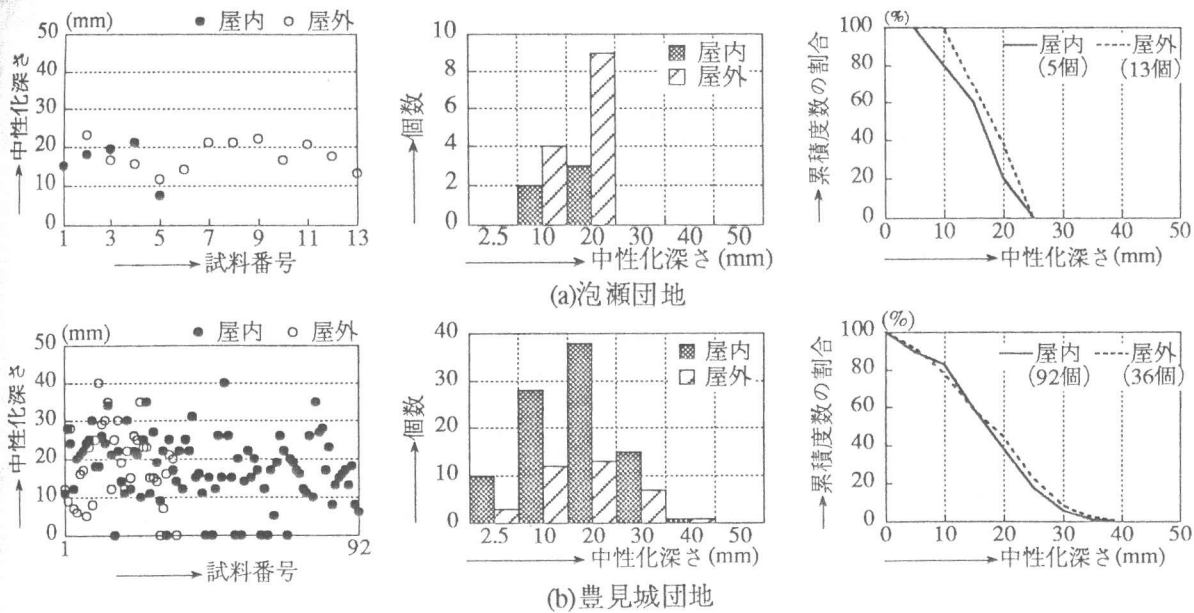 (mm) ● 屋内 ○ 屋外
50
40
30
20
10
0
1 3 5 7 9 11 13
→中性化深さ
→試料番号
屋内
屋外
10
8
6
4
2
0
2.5 10 20 30 40 50
→個数
→中性化深さ(mm)
(%)
100
80
60
40
20
0
屋内 屋外
(5個) (13個)
0 10 20 30 40 50
→累積度数の割合
→中性化深さ(mm)
(a)泡瀬団地
(mm) ● 屋内 ○ 屋外
50
40
30
20
10
0
1 92
→中性化深さ
→試料番号
屋内
屋外
40
30
20
10
0
2.5 10 20 30 40 50
→個数
→中性化深さ(mm)
(%)
100
80
60
40
20
0
屋内 屋外
(92個) (36個)
0 10 20 30 40 50
→累積度数の割合
→中性化深さ(mm)
(b)豊見城団地